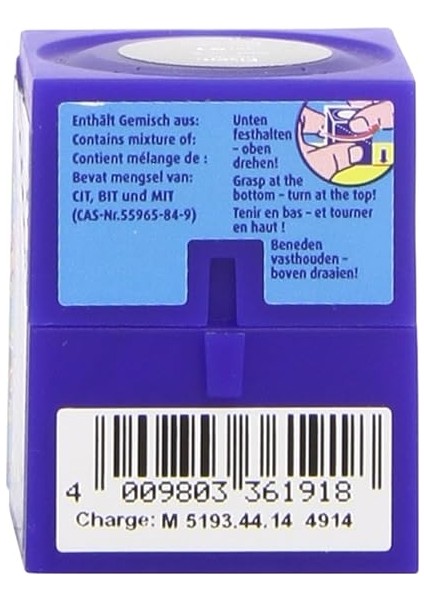 Enthält Gemisch aus:
Contains mixture of:
Contient mélange de :
Bevat mengsel van:
CIT, BIT und MIT
(CAS-Nr.55965-84-9)
Unten
festhalten
– oben
drehen!
Grasp at the
bottom – turn at the top!
Tenir en bas – et tourner
en haut !
Beneden
vasthouden –
boven draaien!
4 009803 361918
Charge: M 5193.44.14 4914